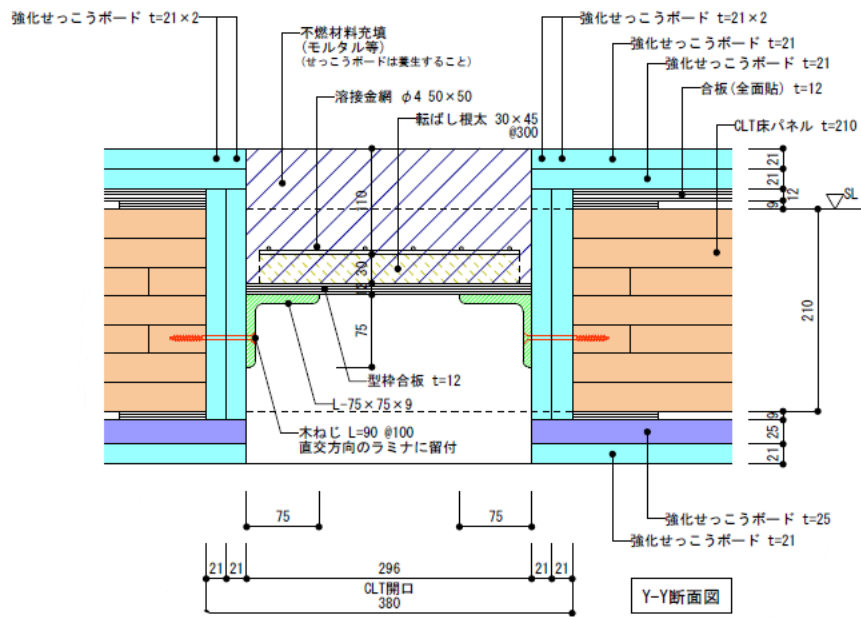 強化せっこうボード t=21×2
不燃材料充填
(モルタル等)
(せっこうボードは養生すること)
溶接金網 φ4 50×50
転ばし根太 30×45
@300
強化せっこうボード t=21×2
強化せっこうボード t=21
強化せっこうボード t=21
合板(全面貼) t=12
CLT床パネル t=210
21
21
12
9
SL
110
30
12
75
210
型枠合板 t=12
L-75×75×9
木ねじ L=90 @100
直交方向のラミナに留付
9
25
21
75
75
強化せっこうボード t=25
強化せっこうボード t=21
21
21
296
21
21
CLT開口
380
Y-Y断面図